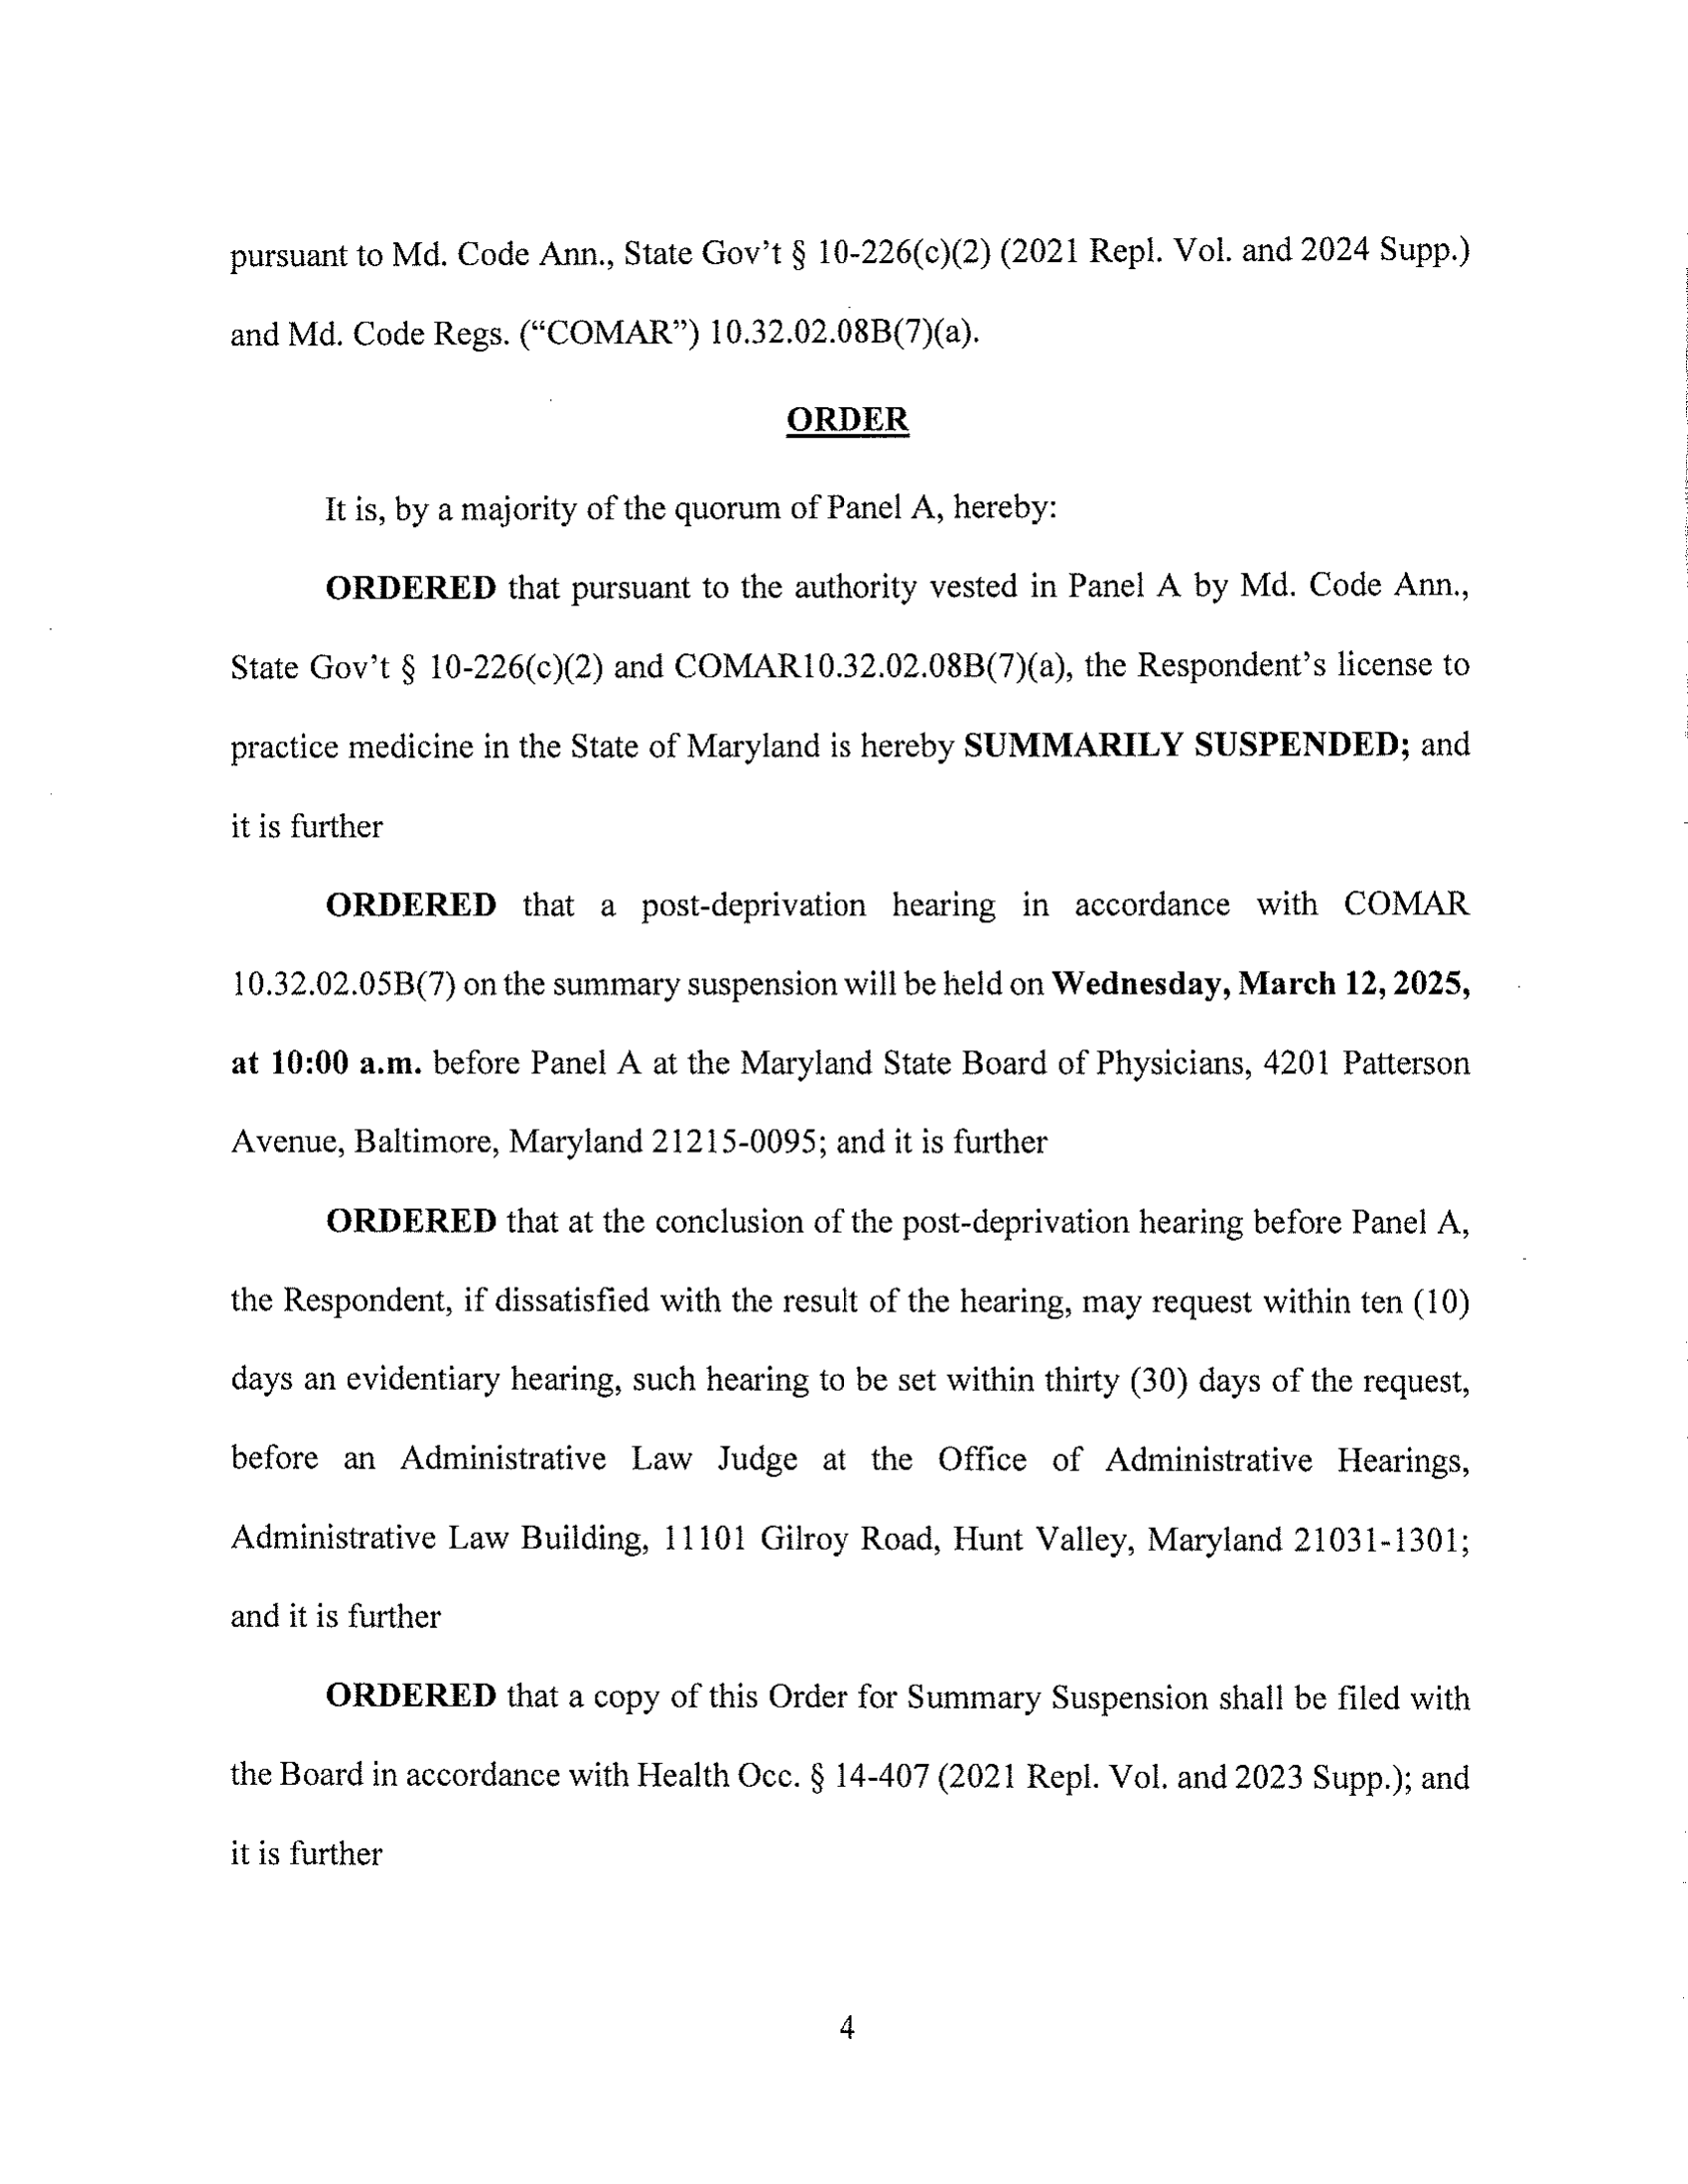 pursuant to Md. Code Ann., State Gov't § 10-226(c)(2) (2021 Repl. Vol. and 2024 Supp.)
and Md. Code Regs. ("COMAR") 10.32.02.08B(7)(a).
ORDER
It is, by a majority of the quorum of Panel A, hereby:
ORDERED that pursuant to the authority vested in Panel A by Md. Code Ann.,
State Gov't § 10-226(c)(2) and COMAR10.32.02.08B(7)(a), the Respondent's license to
practice medicine in the State of Maryland is hereby SUMMARILY SUSPENDED; and
it is further
ORDERED that a post-deprivation hearing in accordance with COMAR
10.32.02.05B(7) on the summary suspension will be held on Wednesday, March 12, 2025,
at 10:00 a.m. before Panel A at the Maryland State Board of Physicians, 4201 Patterson
Avenue, Baltimore, Maryland 21215-0095; and it is further
ORDERED that at the conclusion of the post-deprivation hearing before Panel A,
the Respondent, if dissatisfied with the result of the hearing, may request within ten (10)
days an evidentiary hearing, such hearing to be set within thirty (30) days of the request,
before an Administrative Law Judge at the Office of Administrative Hearings,
Administrative Law Building, 11101 Gilroy Road, Hunt Valley, Maryland 21031-1301;
and it is further
ORDERED that a copy of this Order for Summary Suspension shall be filed with
the Board in accordance with Health Occ. § 14-407 (2021 Repl. Vol. and 2023 Supp.); and
it is further
4